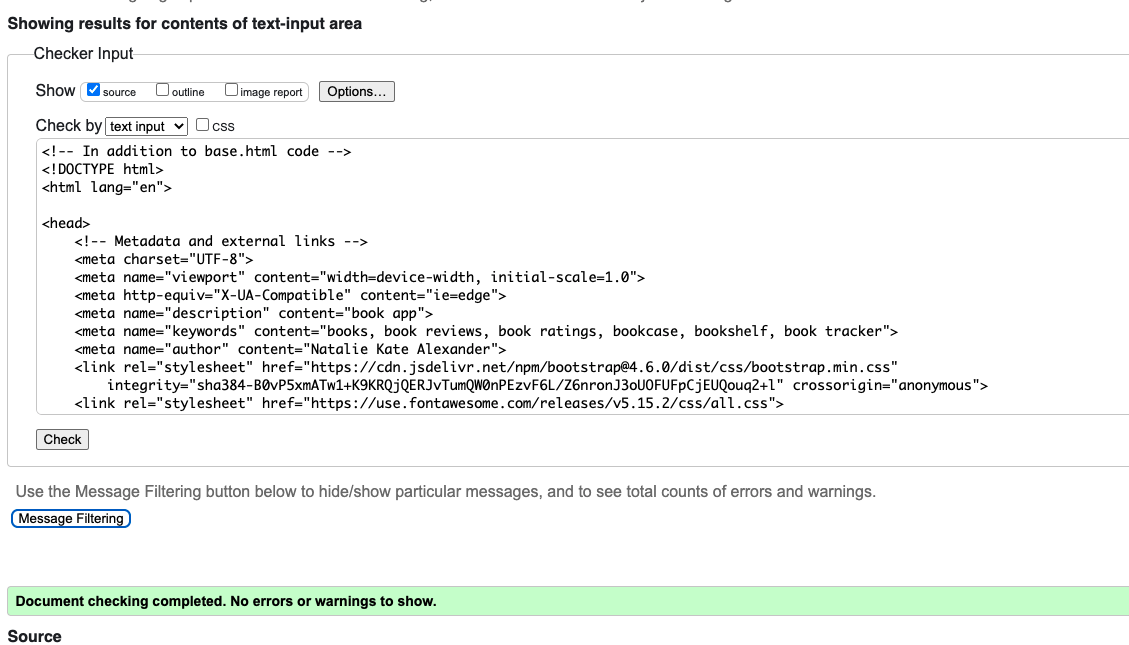 Showing results for contents of text-input area
Checker Input
Show source outline image report Options...
Check by text input CSS
<!-- In addition to base.html code -->
<!DOCTYPE html>
<html lang="en">
<head>
<!-- Metadata and external links -->
<meta charset="UTF-8">
<meta name="viewport" content="width=device-width, initial-scale=1.0">
<meta http-equiv="X-UA-Compatible" content="ie=edge">
<meta name="description" content="book app">
<meta name="keywords" content="books, book reviews, book ratings, bookcase, bookshelf, book tracker">
<meta name="author" content="Natalie Kate Alexander">
<link rel="stylesheet" href="https://cdn.jsdelivr.net/npm/bootstrap@4.6.0/dist/css/bootstrap.min.css"
integrity="sha384-B0vP5xmATw1+K9KRQjQERJvTumQW0nPEzvF6L/Z6nronJ3oUOFUFpCjEUQouq2+l" crossorigin="anonymous">
<link rel="stylesheet" href="https://use.fontawesome.com/releases/v5.15.2/css/all.css">
Check
Use the Message Filtering button below to hide/show particular messages, and to see total counts of errors and warnings.
Message Filtering
Document checking completed. No errors or warnings to show.
Source